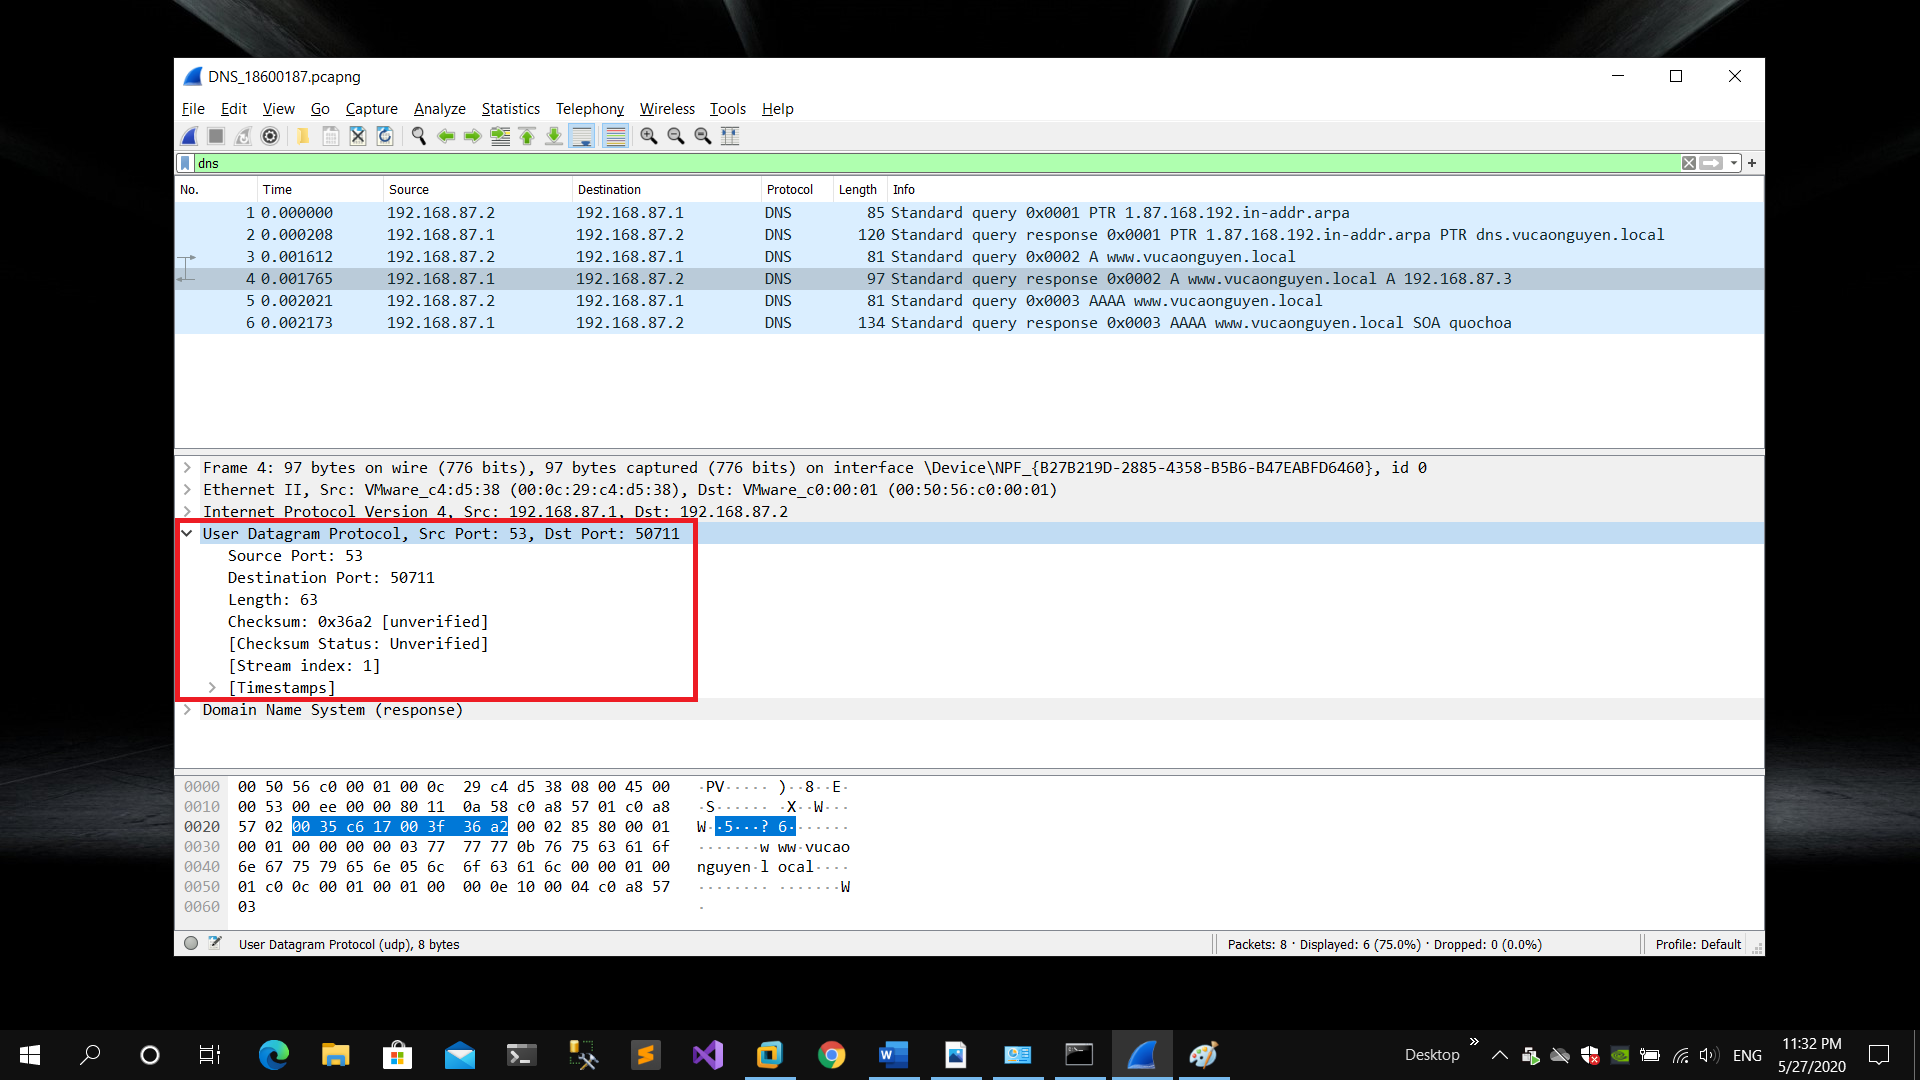 DNS_18600187.pcapng
File Edit View Go Capture Analyze Statistics Telephony Wireless Tools Help
dns
No. Time Source Destination Protocol Length Info
1 0.000000 192.168.87.2 192.168.87.1 DNS 85 Standard query 0x0001 PTR 1.87.168.192.in-addr.arpa
2 0.000208 192.168.87.1 192.168.87.2 DNS 120 Standard query response 0x0001 PTR 1.87.168.192.in-addr.arpa PTR dns.vucaonguyen.local
3 0.001612 192.168.87.2 192.168.87.1 DNS 81 Standard query 0x0002 A www.vucaonguyen.local
4 0.001765 192.168.87.1 192.168.87.2 DNS 97 Standard query response 0x0002 A www.vucaonguyen.local A 192.168.87.3
5 0.002021 192.168.87.2 192.168.87.1 DNS 81 Standard query 0x0003 AAAA www.vucaonguyen.local
6 0.002173 192.168.87.1 192.168.87.2 DNS 134 Standard query response 0x0003 AAAA www.vucaonguyen.local SOA quochoa
Frame 4: 97 bytes on wire (776 bits), 97 bytes captured (776 bits) on interface \Device\NPF_{B27B219D-2885-4358-B5B6-B47EABFD6460}, id 0
Ethernet II, Src: VMware_c4:d5:38 (00:0c:29:c4:d5:38), Dst: VMware_c0:00:01 (00:50:56:c0:00:01)
Internet Protocol Version 4, Src: 192.168.87.1, Dst: 192.168.87.2
User Datagram Protocol, Src Port: 53, Dst Port: 50711
Source Port: 53
Destination Port: 50711
Length: 63
Checksum: 0x36a2 [unverified]
[Checksum Status: Unverified]
[Stream index: 1]
[Timestamps]
Domain Name System (response)
0000 00 50 56 c0 00 01 00 0c 29 c4 d5 38 08 00 45 00 ·PV····· )··8··E·
0010 00 53 00 ee 00 00 80 11 0a 58 c0 a8 57 01 c0 a8 ·S······ ·X··W···
0020 57 02 00 35 c6 17 00 3f 36 a2 00 02 85 80 00 01 W··5···? 6·······
0030 00 01 00 00 00 00 03 77 77 77 0b 76 75 63 61 6f ·······w ww·vucao
0040 6e 67 75 79 65 6e 05 6c 6f 63 61 6c 00 00 01 00 nguyen·l ocal····
0050 01 c0 0c 00 01 00 01 00 00 0e 10 00 04 c0 a8 57 ········ ·······W
0060 03 ·
User Datagram Protocol (udp), 8 bytes Packets: 8 · Displayed: 6 (75.0%) · Dropped: 0 (0.0%) Profile: Default
Desktop » ENG 11:32 PM
5/27/2020